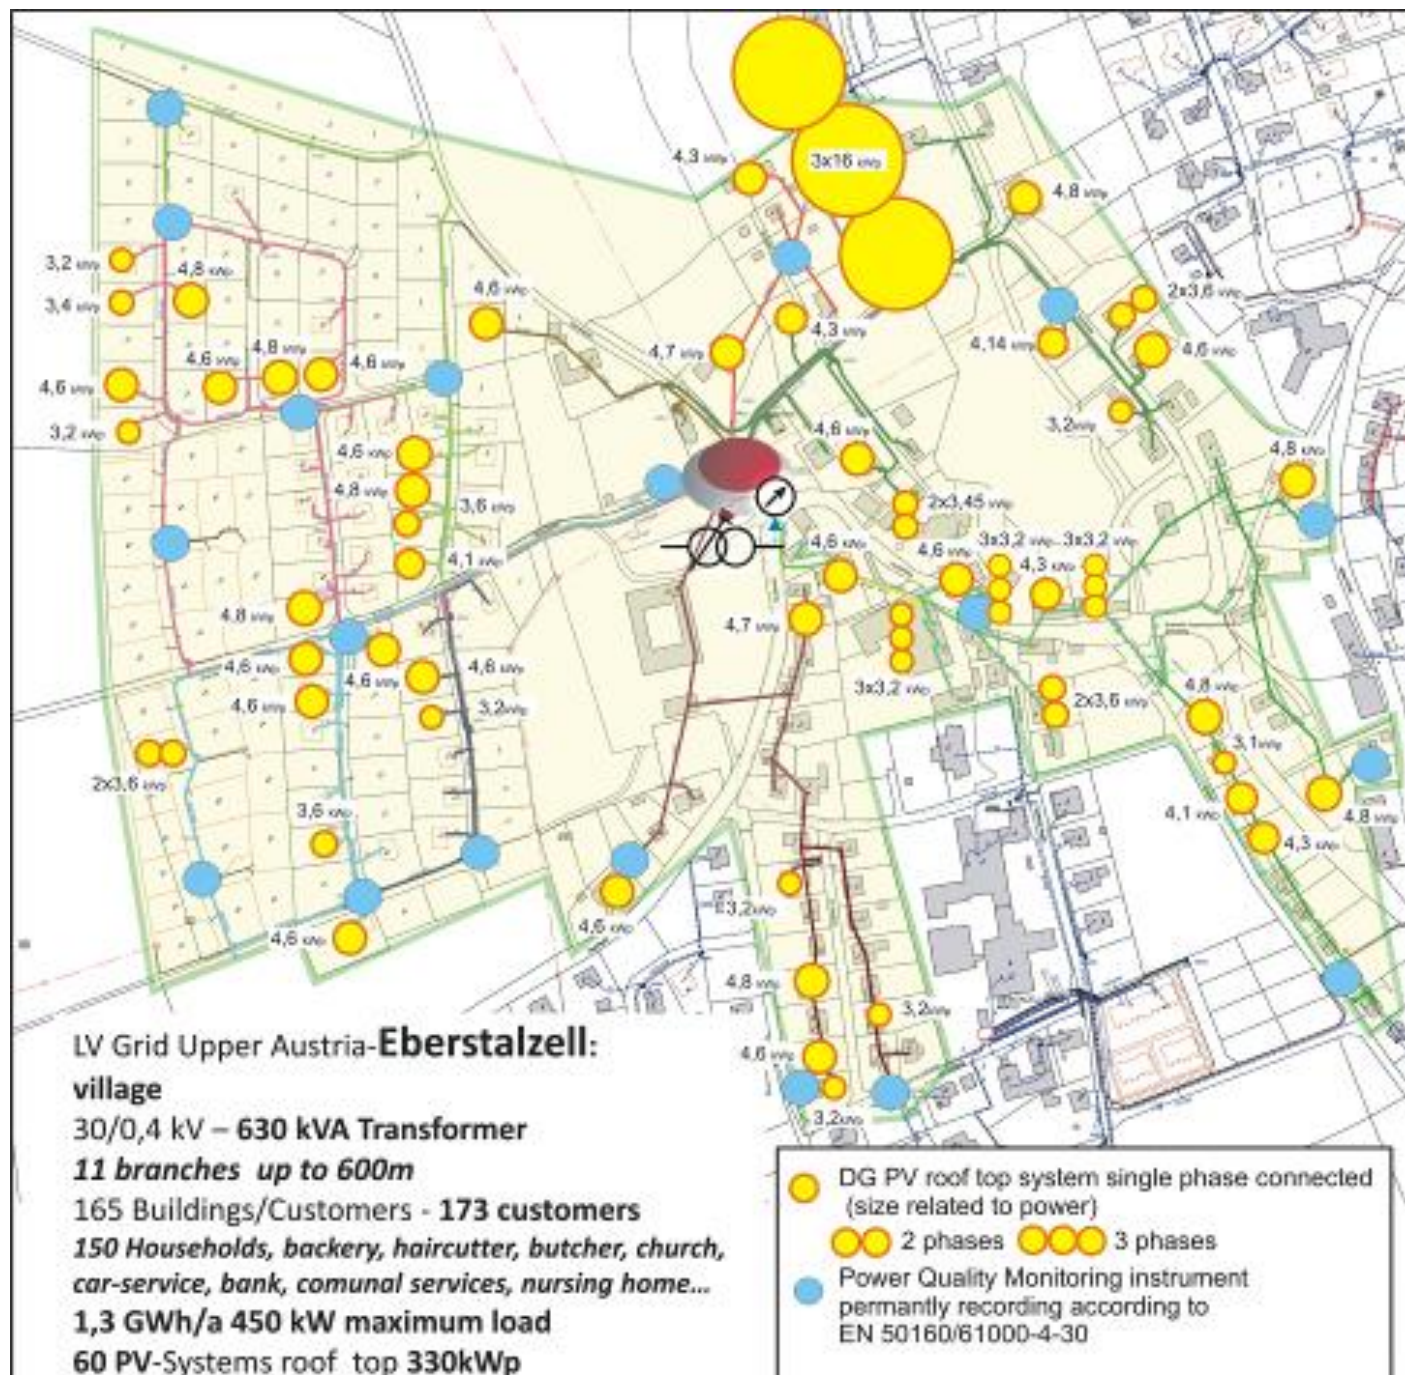 4,3 kWp
3x16 kWp
4,8 kWp
3,2 kWp
4,8 kWp
3,4 kWp
4,6 kWp
2x3,6 kWp
4,3 kWp
4,14 kWp
4,7 kWp
4,6 kWp
4,8 kWp
4,6 kWp
4,6 kWp
4,6 kWp
3,2 kWp
3,2 kWp
4,6 kWp
4,6 kWp
4,8 kWp
4,8 kWp
3,6 kWp
2x3,45 kWp
4,6 kWp
4,6 kWp
3x3,2 kWp
3x3,2 kWp
4,1 kWp
4,3 kWp
4,8 kWp
4,7 kWp
4,6 kWp
4,6 kWp
4,6 kWp
4,6 kWp
3x3,2 kWp
4,8 kWp
3,2 kWp
2x3,6 kWp
3,1 kWp
2x3,6 kWp
3,6 kWp
4,1 kWp
4,8 kWp
4,3 kWp
3,2 kWp
4,6 kWp
4,6 kWp
4,8 kWp
3,2 kWp
4,6 kWp
3,2 kWp
LV Grid Upper Austria-Eberstalzell:
village
30/0,4 kV – 630 kVA Transformer
11 branches up to 600m
165 Buildings/Customers - 173 customers
150 Households, backery, haircutter, butcher, church,
car-service, bank, comunal services, nursing home...
1,3 GWh/a 450 kW maximum load
60 PV-Systems roof top 330kWp
DG PV roof top system single phase connected
(size related to power)
2 phases 3 phases
Power Quality Monitoring instrument
permantly recording according to
EN 50160/61000-4-30